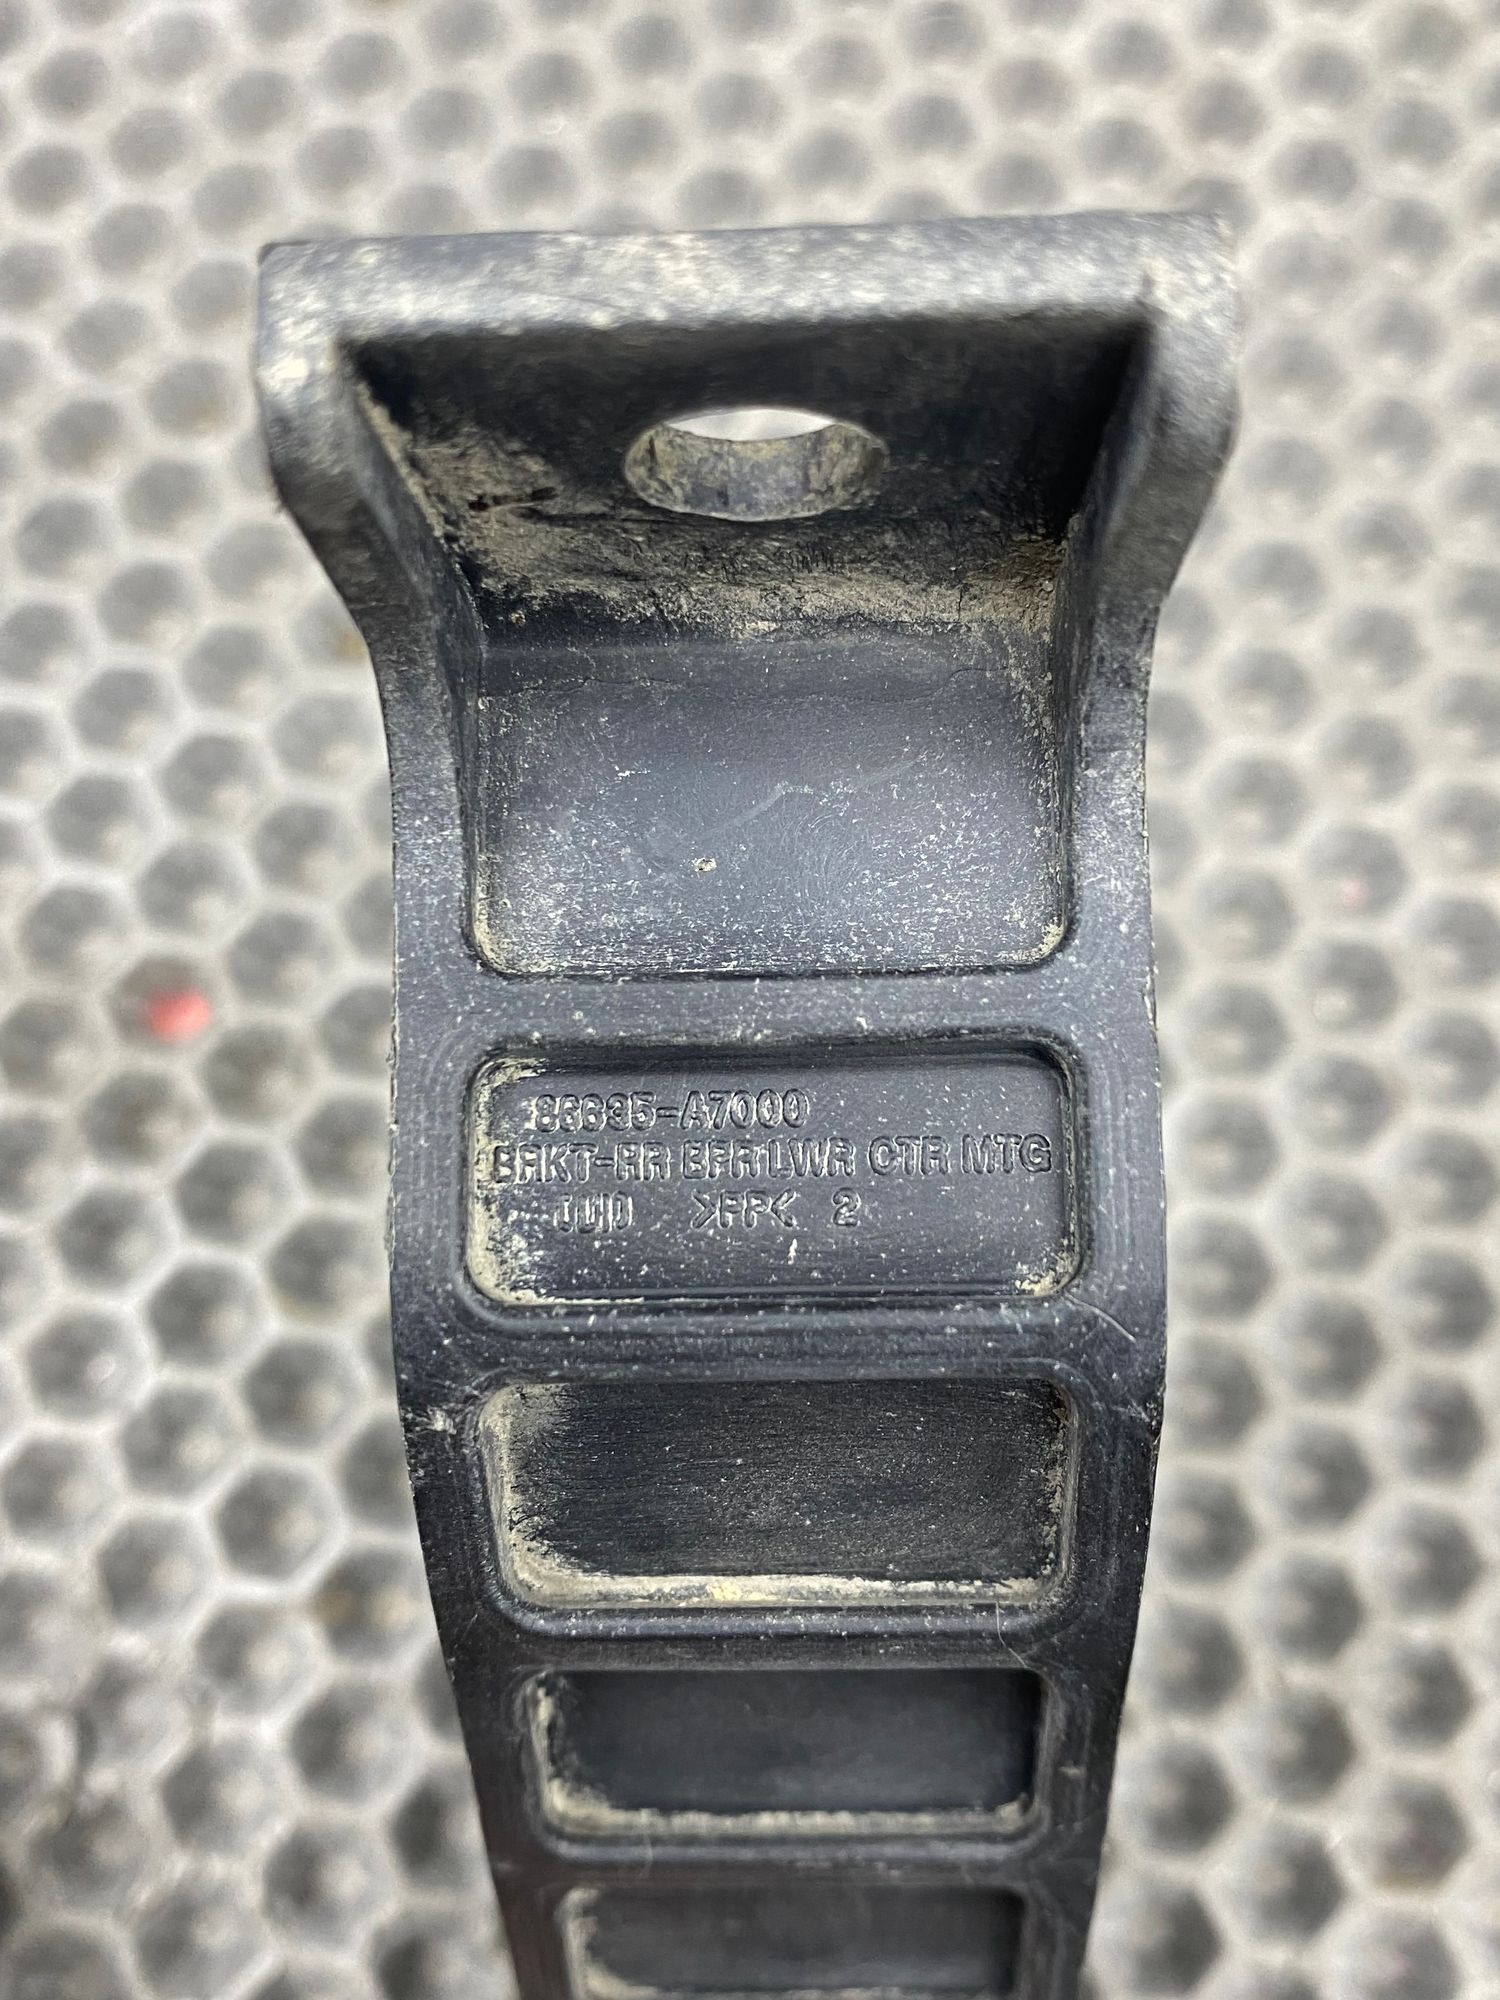 86635-A7000
BRKT-RR BPR LWR CTR MTG
>PP< 2